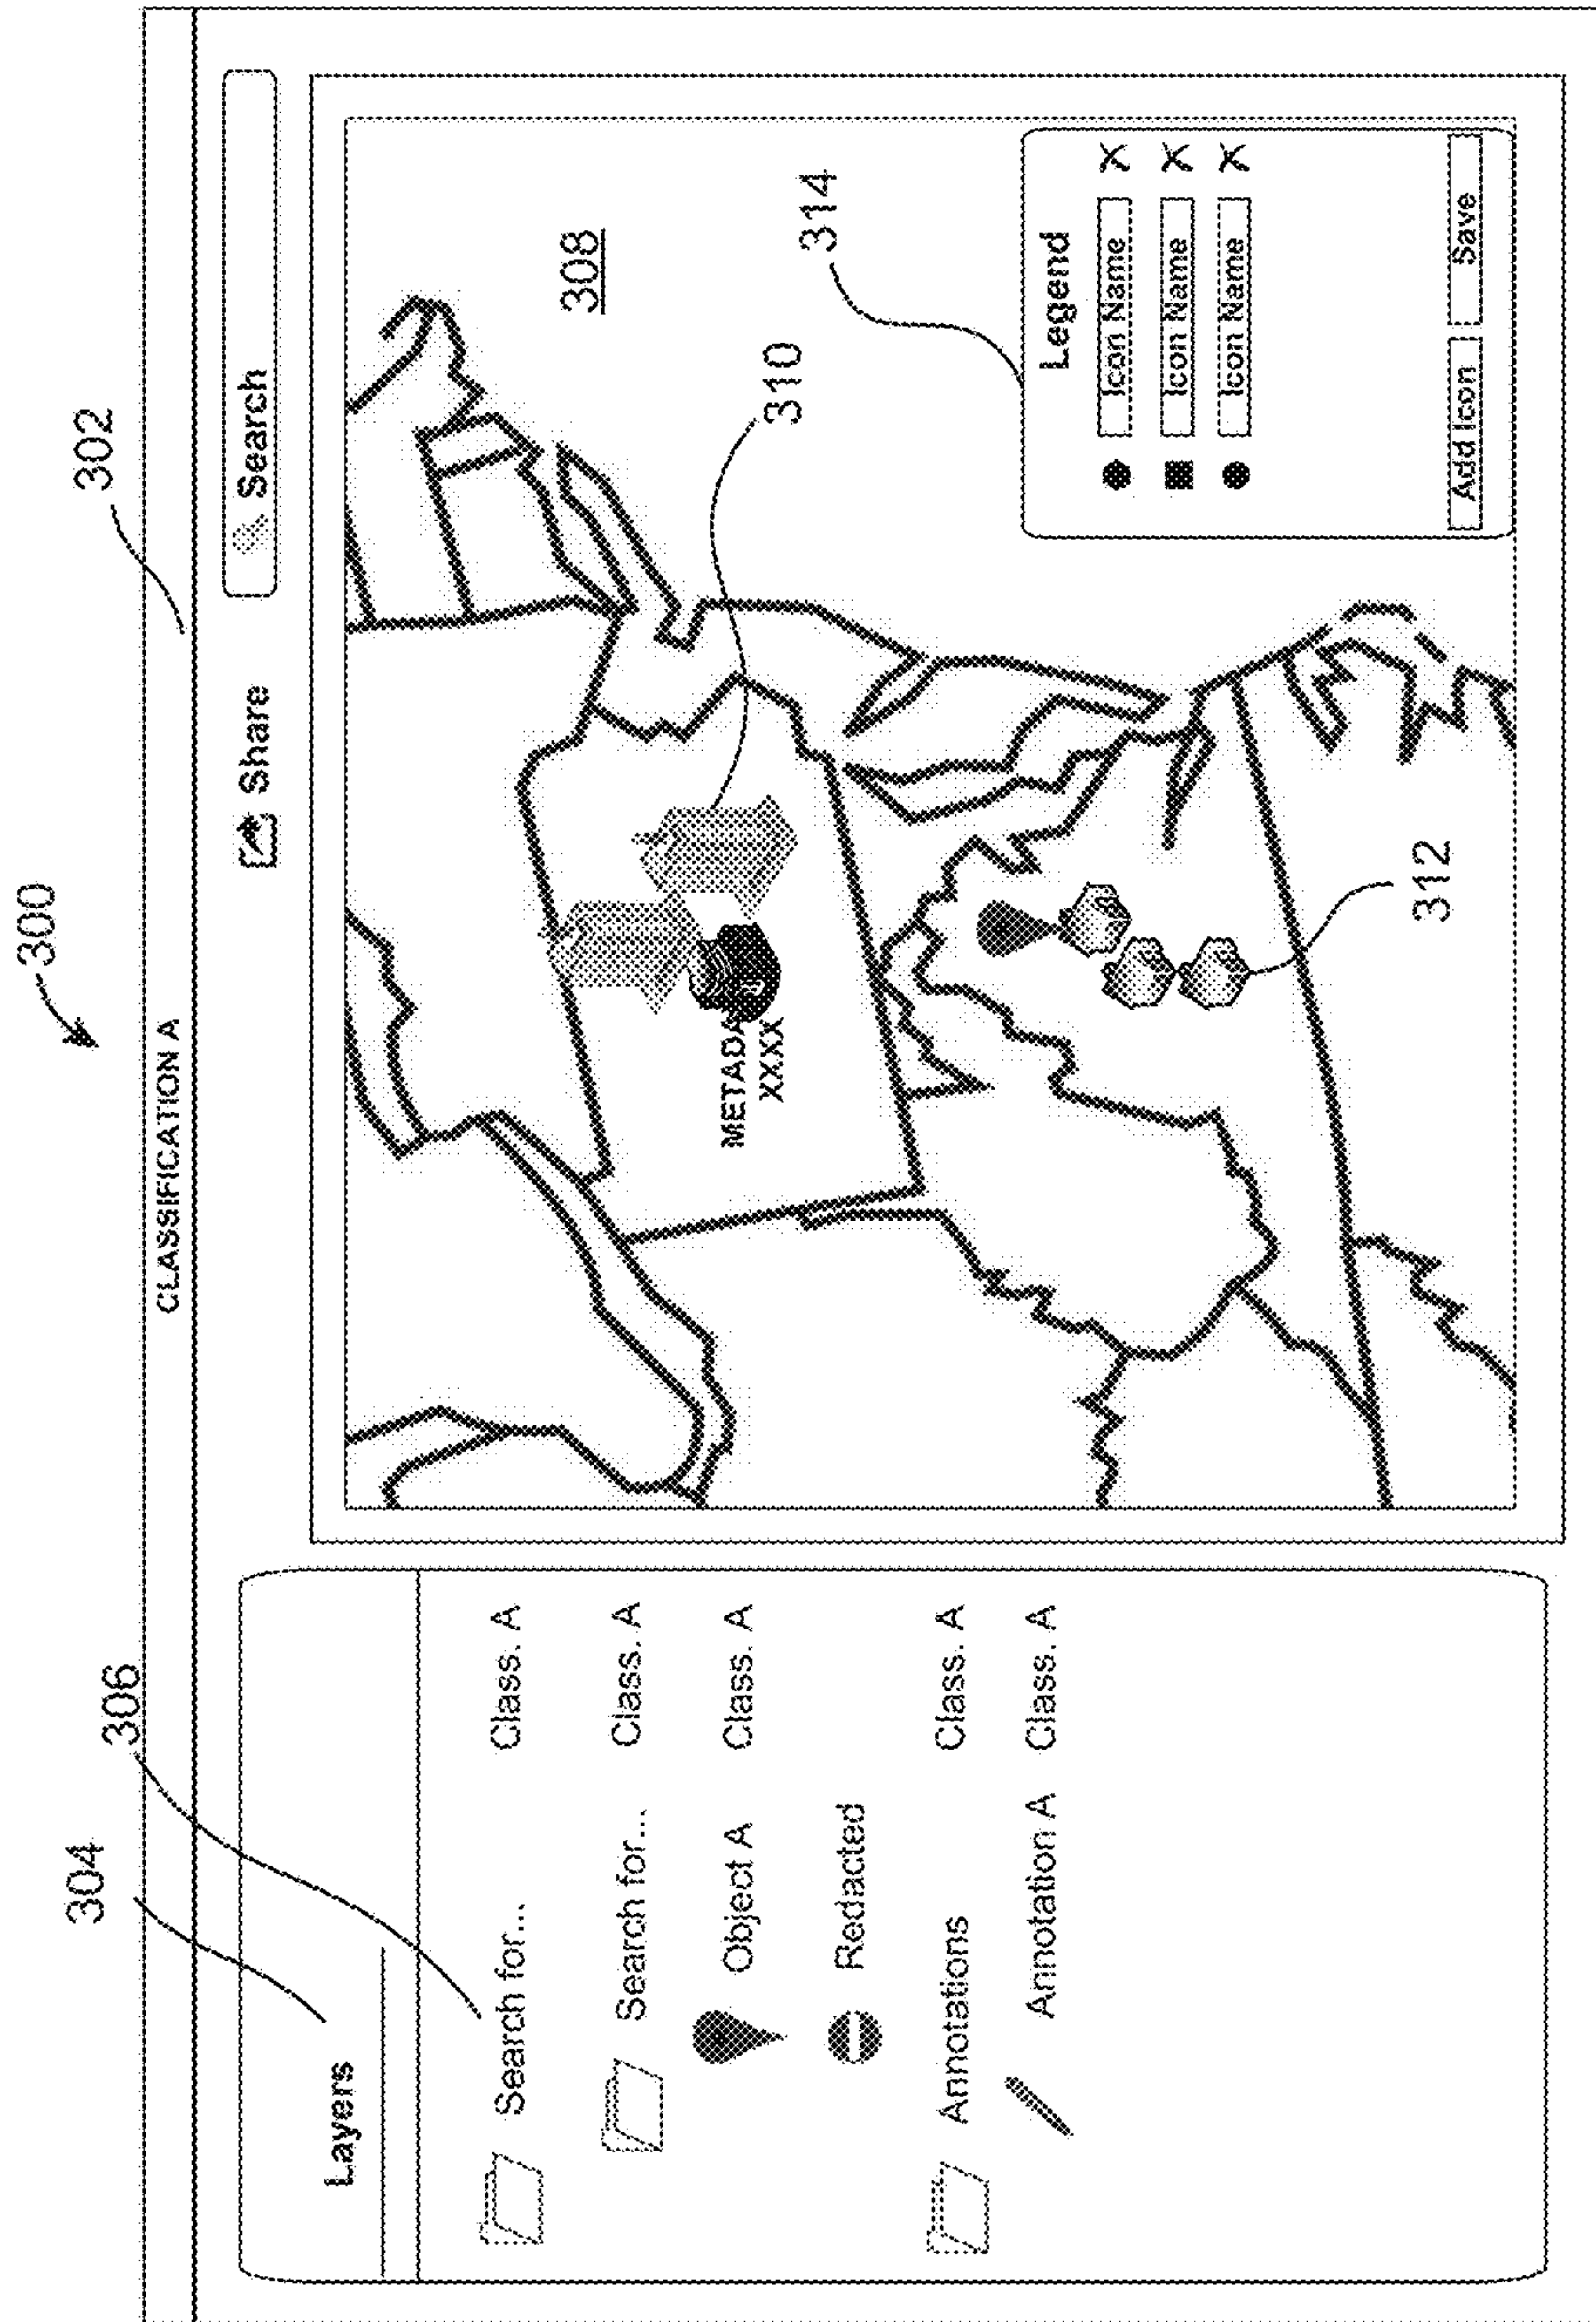 300
302
CLASSIFICATION A
Share
Search
304
306
Layers
Search for... Class. A
Search for... Class. A
Object A Class. A
Redacted
Annotations Class. A
Annotation A Class. A
308
310
METADA
XXXX
312
314
Legend
Icon Name X
Icon Name X
Icon Name X
Add Icon Save